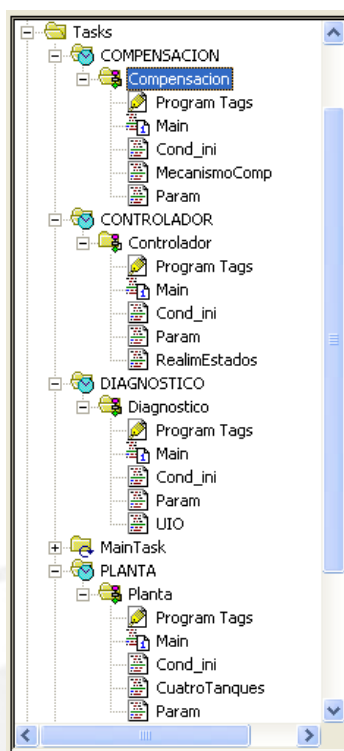 Tasks
COMPENSACION
Compensacion
Program Tags
Main
Cond_ini
MecanismoComp
Param
CONTROLADOR
Controlador
Program Tags
Main
Cond_ini
Param
RealimEstados
DIAGNOSTICO
Diagnostico
Program Tags
Main
Cond_ini
Param
UIO
MainTask
PLANTA
Planta
Program Tags
Main
Cond_ini
CuatroTanques
Param